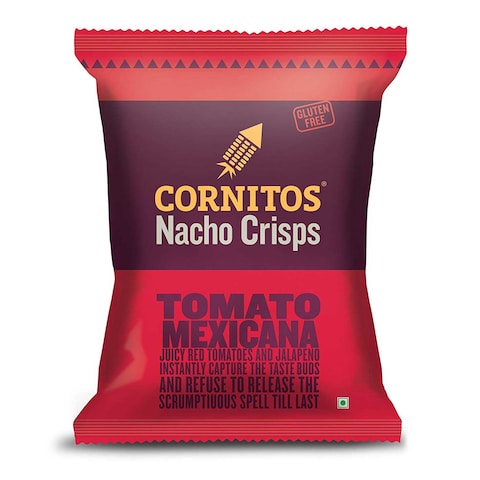 GLUTEN
FREE
CORNITOS®
Nacho Crisps
TOMATO
MEXICANA
JUICY RED TOMATOES AND JALAPENO
INSTANTLY CAPTURE THE TASTE BUDS
AND REFUSE TO RELEASE THE
SCRUMPTIUOUS SPELL TILL LAST